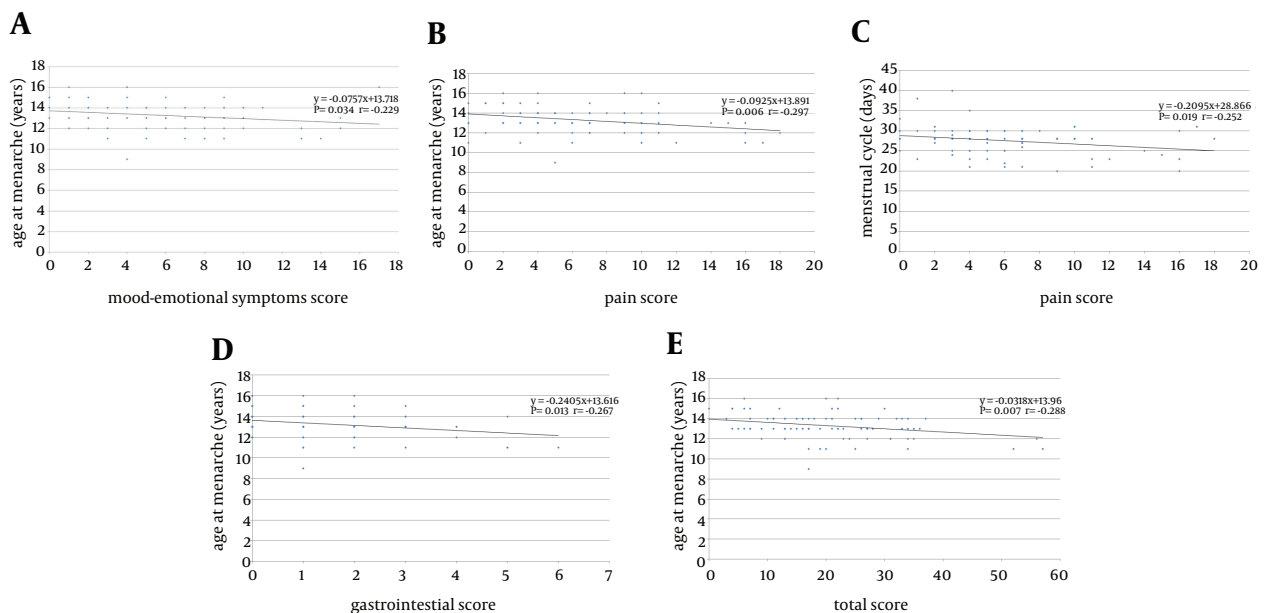 A
18
16
14
12
10
8
6
4
2
0
y = -0.0757x+13.718
P= 0.034 r= -0.229
0 2 4 6 8 10 12 14 16 18
age at menarche (years)
mood-emotional symptoms score
B
18
16
14
12
10
8
6
4
2
0
y = -0.0925x+13.891
P= 0.006 r= -0.297
0 2 4 6 8 10 12 14 16 18 20
age at menarche (years)
pain score
C
45
40
35
30
25
20
15
10
5
0
y = -0.2095x+28.866
P= 0.019 r= -0.252
0 2 4 6 8 10 12 14 16 18 20
menstrual cycle (days)
pain score
D
18
16
14
12
10
8
6
4
2
0
y = -0.2405x+13.616
P= 0.013 r= -0.267
0 1 2 3 4 5 6 7
age at menarche (years)
gastrointestial score
E
18
16
14
12
10
8
6
4
2
0
y = -0.0318x+13.96
P= 0.007 r= -0.288
0 10 20 30 40 50 60
age at menarche (years)
total score